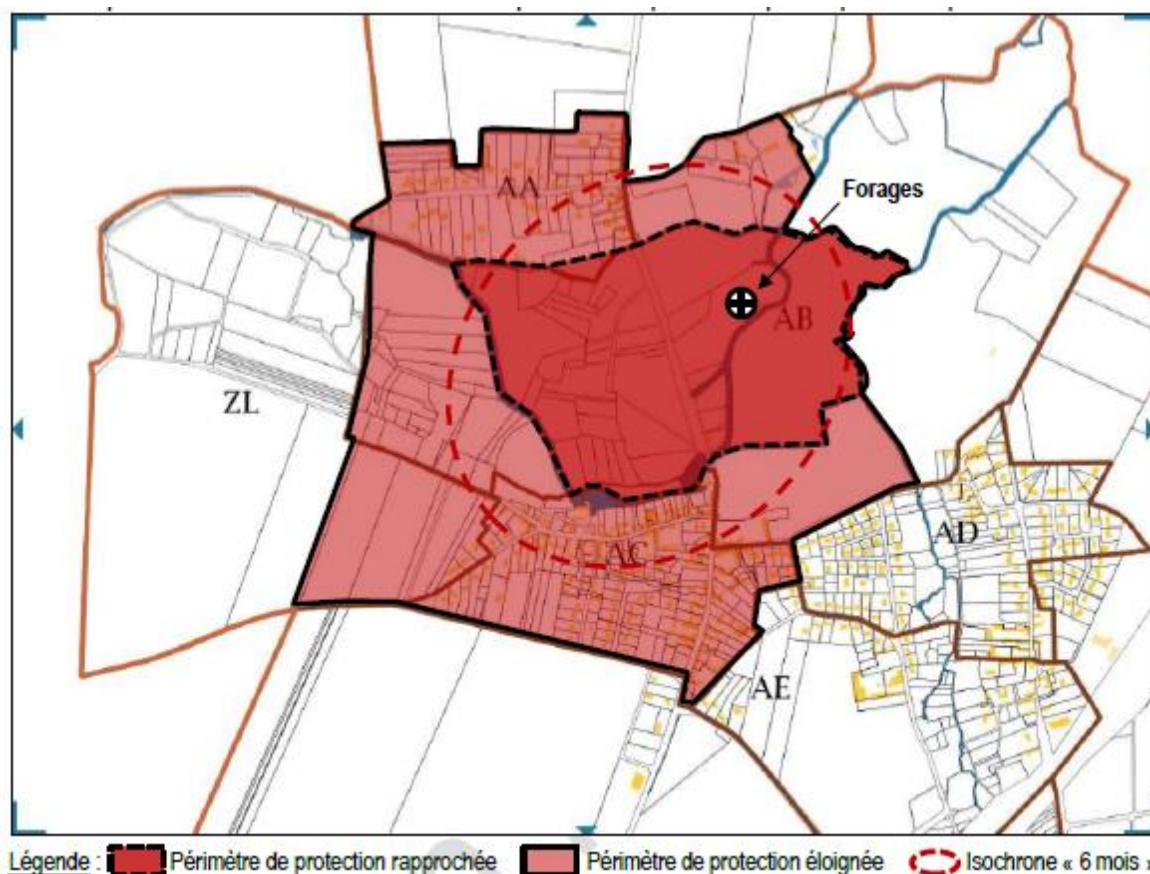 AA
Forages
AB
ZL
AD
AC
AE
Légende : Périmètre de protection rapprochée Périmètre de protection éloignée Isochrone « 6 mois »